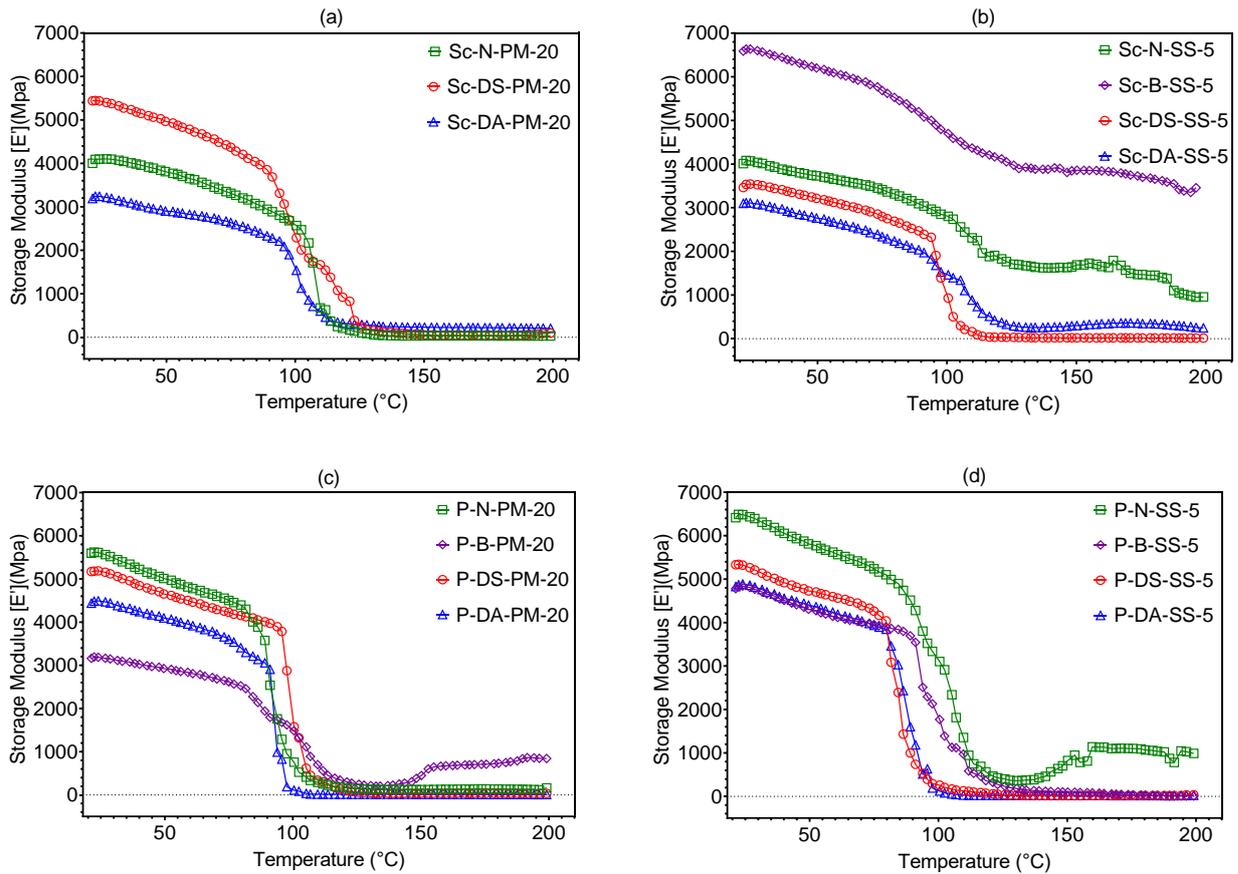 (a)
7000
6000
5000
4000
3000
2000
1000
0
Storage Modulus [E'](Mpa)
Sc-N-PM-20
Sc-DS-PM-20
Sc-DA-PM-20
50 100 150 200
Temperature (°C)
(b)
7000
6000
5000
4000
3000
2000
1000
0
Storage Modulus [E'](Mpa)
Sc-N-SS-5
Sc-B-SS-5
Sc-DS-SS-5
Sc-DA-SS-5
50 100 150 200
Temperature (°C)
(c)
7000
6000
5000
4000
3000
2000
1000
0
Storage Modulus [E'](Mpa)
P-N-PM-20
P-B-PM-20
P-DS-PM-20
P-DA-PM-20
50 100 150 200
Temperature (°C)
(d)
7000
6000
5000
4000
3000
2000
1000
0
Storage Modulus [E'](Mpa)
P-N-SS-5
P-B-SS-5
P-DS-SS-5
P-DA-SS-5
50 100 150 200
Temperature (°C)